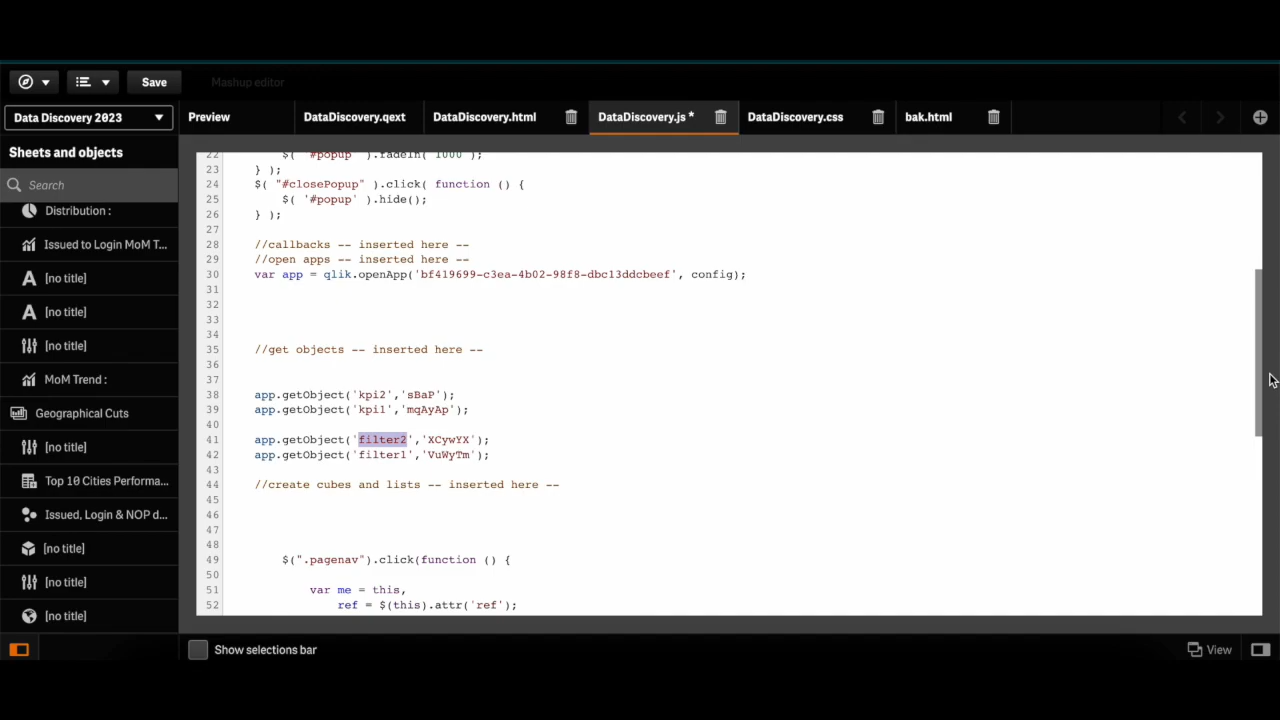 Save
Mashup editor
Data Discovery 2023
Preview
DataDiscovery.qext
DataDiscovery.html
DataDiscovery.js *
DataDiscovery.css
bak.html
Sheets and objects
Search
Distribution :
Issued to Login MoM T...
[no title]
[no title]
[no title]
MoM Trend :
Geographical Cuts
[no title]
Top 10 Cities Performa...
Issued, Login & NOP d...
[no title]
[no title]
[no title]
22 $( '#popup' ).fadeIn( 1000 );
23 } );
24 $( "#closePopup" ).click( function () {
25 $( '#popup' ).hide();
26 } );
27
28 //callbacks -- inserted here --
29 //open apps -- inserted here --
30 var app = qlik.openApp('bf419699-c3ea-4b02-98f8-dbc13ddcbeef', config);
31
32
33
34
35 //get objects -- inserted here --
36
37
38 app.getObject('kpi2','sBaP');
39 app.getObject('kpi1','mqAyAp');
40
41 app.getObject('filter2','XCywYX');
42 app.getObject('filter1','VuWyTm');
43
44 //create cubes and lists -- inserted here --
45
46
47
48
49 $(".pagenav").click(function () {
50
51 var me = this,
52 ref = $(this).attr('ref');
Show selections bar
View